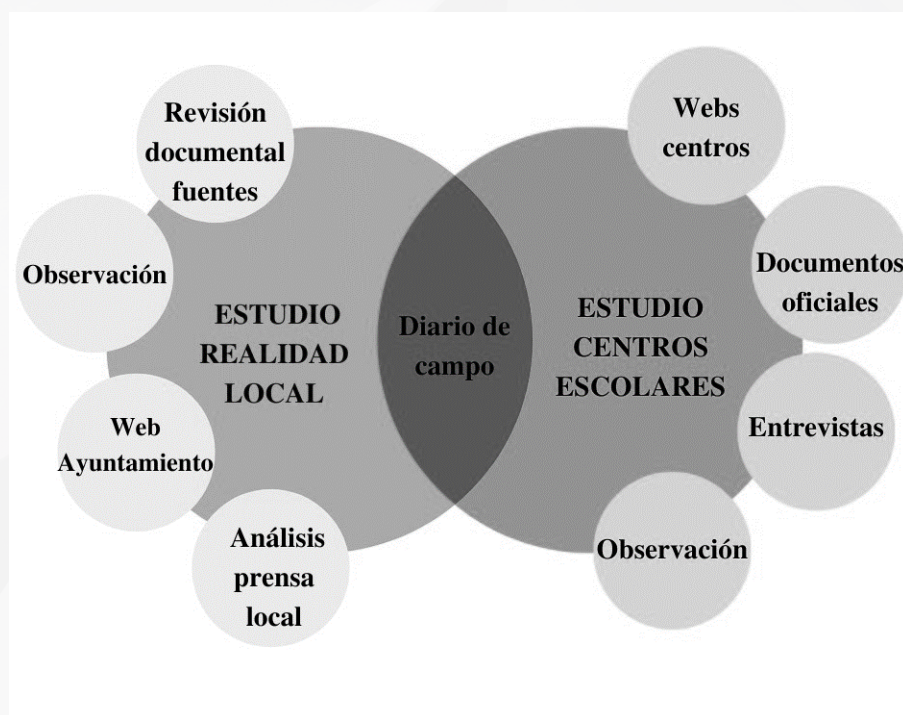 Revisión
documental
fuentes
Observación
Web
Ayuntamiento
Análisis
prensa
local
ESTUDIO
REALIDAD
LOCAL
Diario de
campo
ESTUDIO
CENTROS
ESCOLARES
Webs
centros
Documentos
oficiales
Entrevistas
Observación